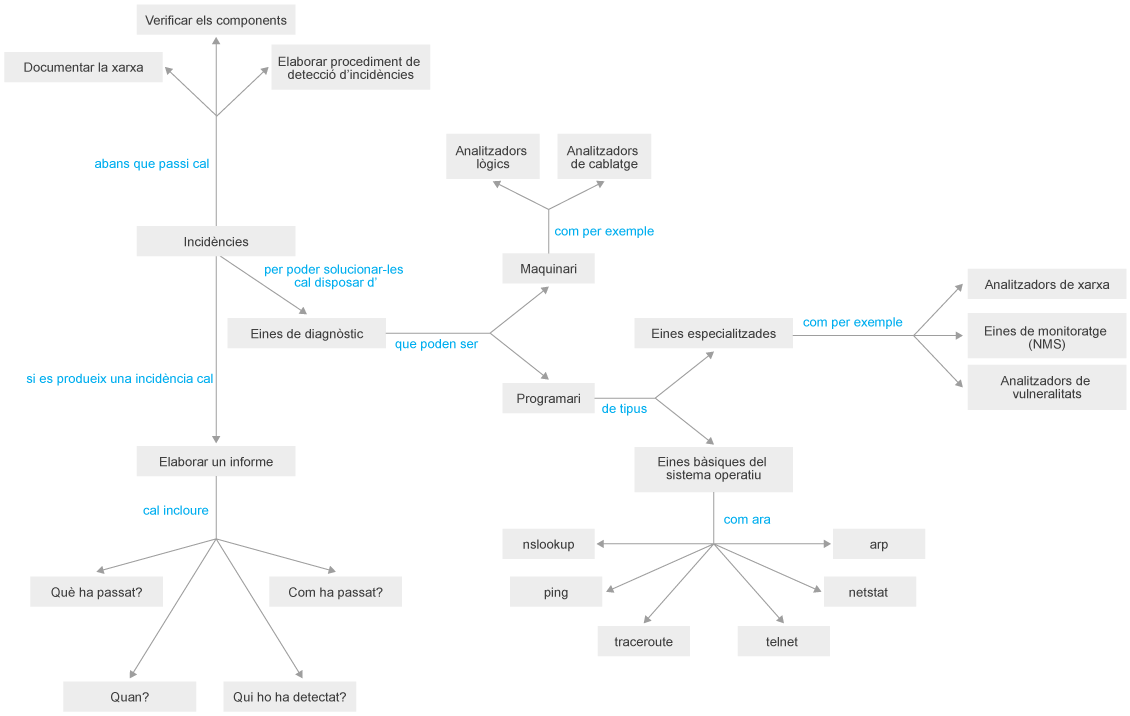 Verificar els components
Documentar la xarxa
Elaborar procediment de
detecció d’incidències
abans que passi cal
Analitzadors
lògics
Analitzadors
de cablatge
com per exemple
Incidències
per poder solucionar-les
cal disposar d’
Maquinari
Eines de diagnòstic
que poden ser
Programari
de tipus
Eines especialitzades
com per exemple
Analitzadors de xarxa
Eines de monitoratge
(NMS)
Analitzadors de
vulneralitats
si es produeix una incidència cal
Elaborar un informe
cal incloure
Què ha passat?
Com ha passat?
Quan?
Qui ho ha detectat?
Eines bàsiques del
sistema operatiu
com ara
nslookup
arp
ping
netstat
traceroute
telnet